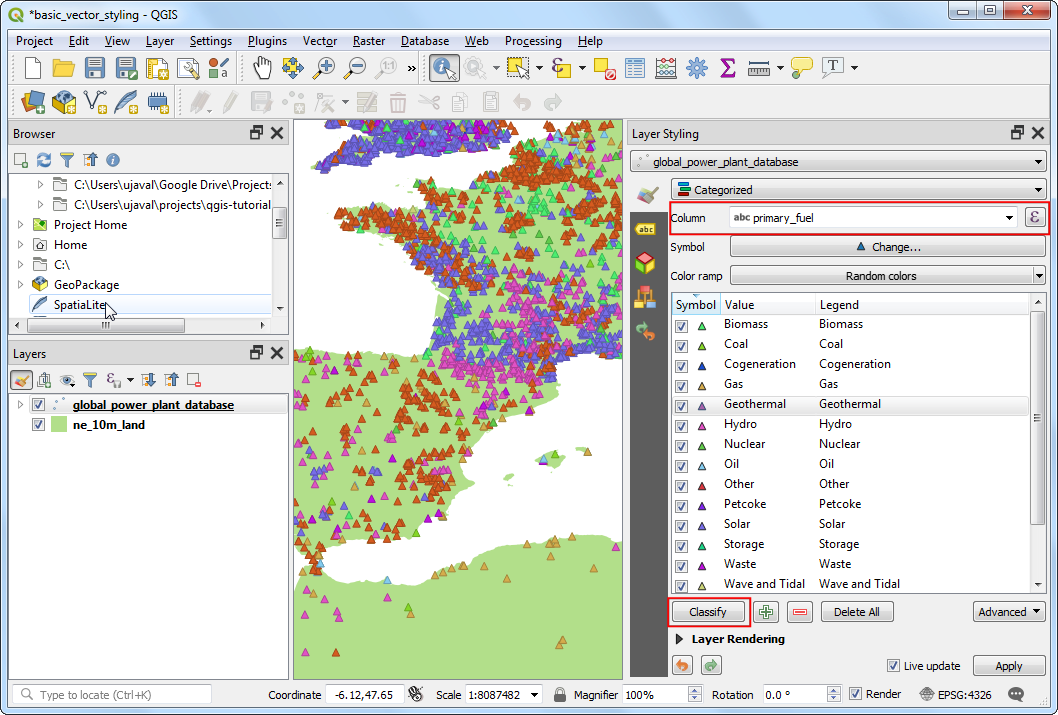 *basic_vector_styling - QGIS
Project Edit View Layer Settings Plugins Vector Raster Database Web Processing Help
1:1 »
T
Browser
C:\Users\ujaval\Google Drive\Projects
C:\Users\ujaval\projects\qgis-tutorial
Project Home
Home
C:\
GeoPackage
SpatiaLite
Layers
global_power_plant_database
ne_10m_land
Layer Styling
global_power_plant_database
Categorized
abc
Column abc primary_fuel ε
Symbol Change...
Color ramp Random colors
Symbol Value Legend
Biomass Biomass
Coal Coal
Cogeneration Cogeneration
Gas Gas
Geothermal Geothermal
Hydro Hydro
Nuclear Nuclear
Oil Oil
Other Other
Petcoke Petcoke
Solar Solar
Storage Storage
Waste Waste
Wave and Tidal Wave and Tidal
Classify Delete All Advanced
Layer Rendering
Live update Apply
Type to locate (Ctrl+K) Coordinate -6.12,47.65 Scale 1:8087482 Magnifier 100% Rotation 0.0 ° Render EPSG:4326